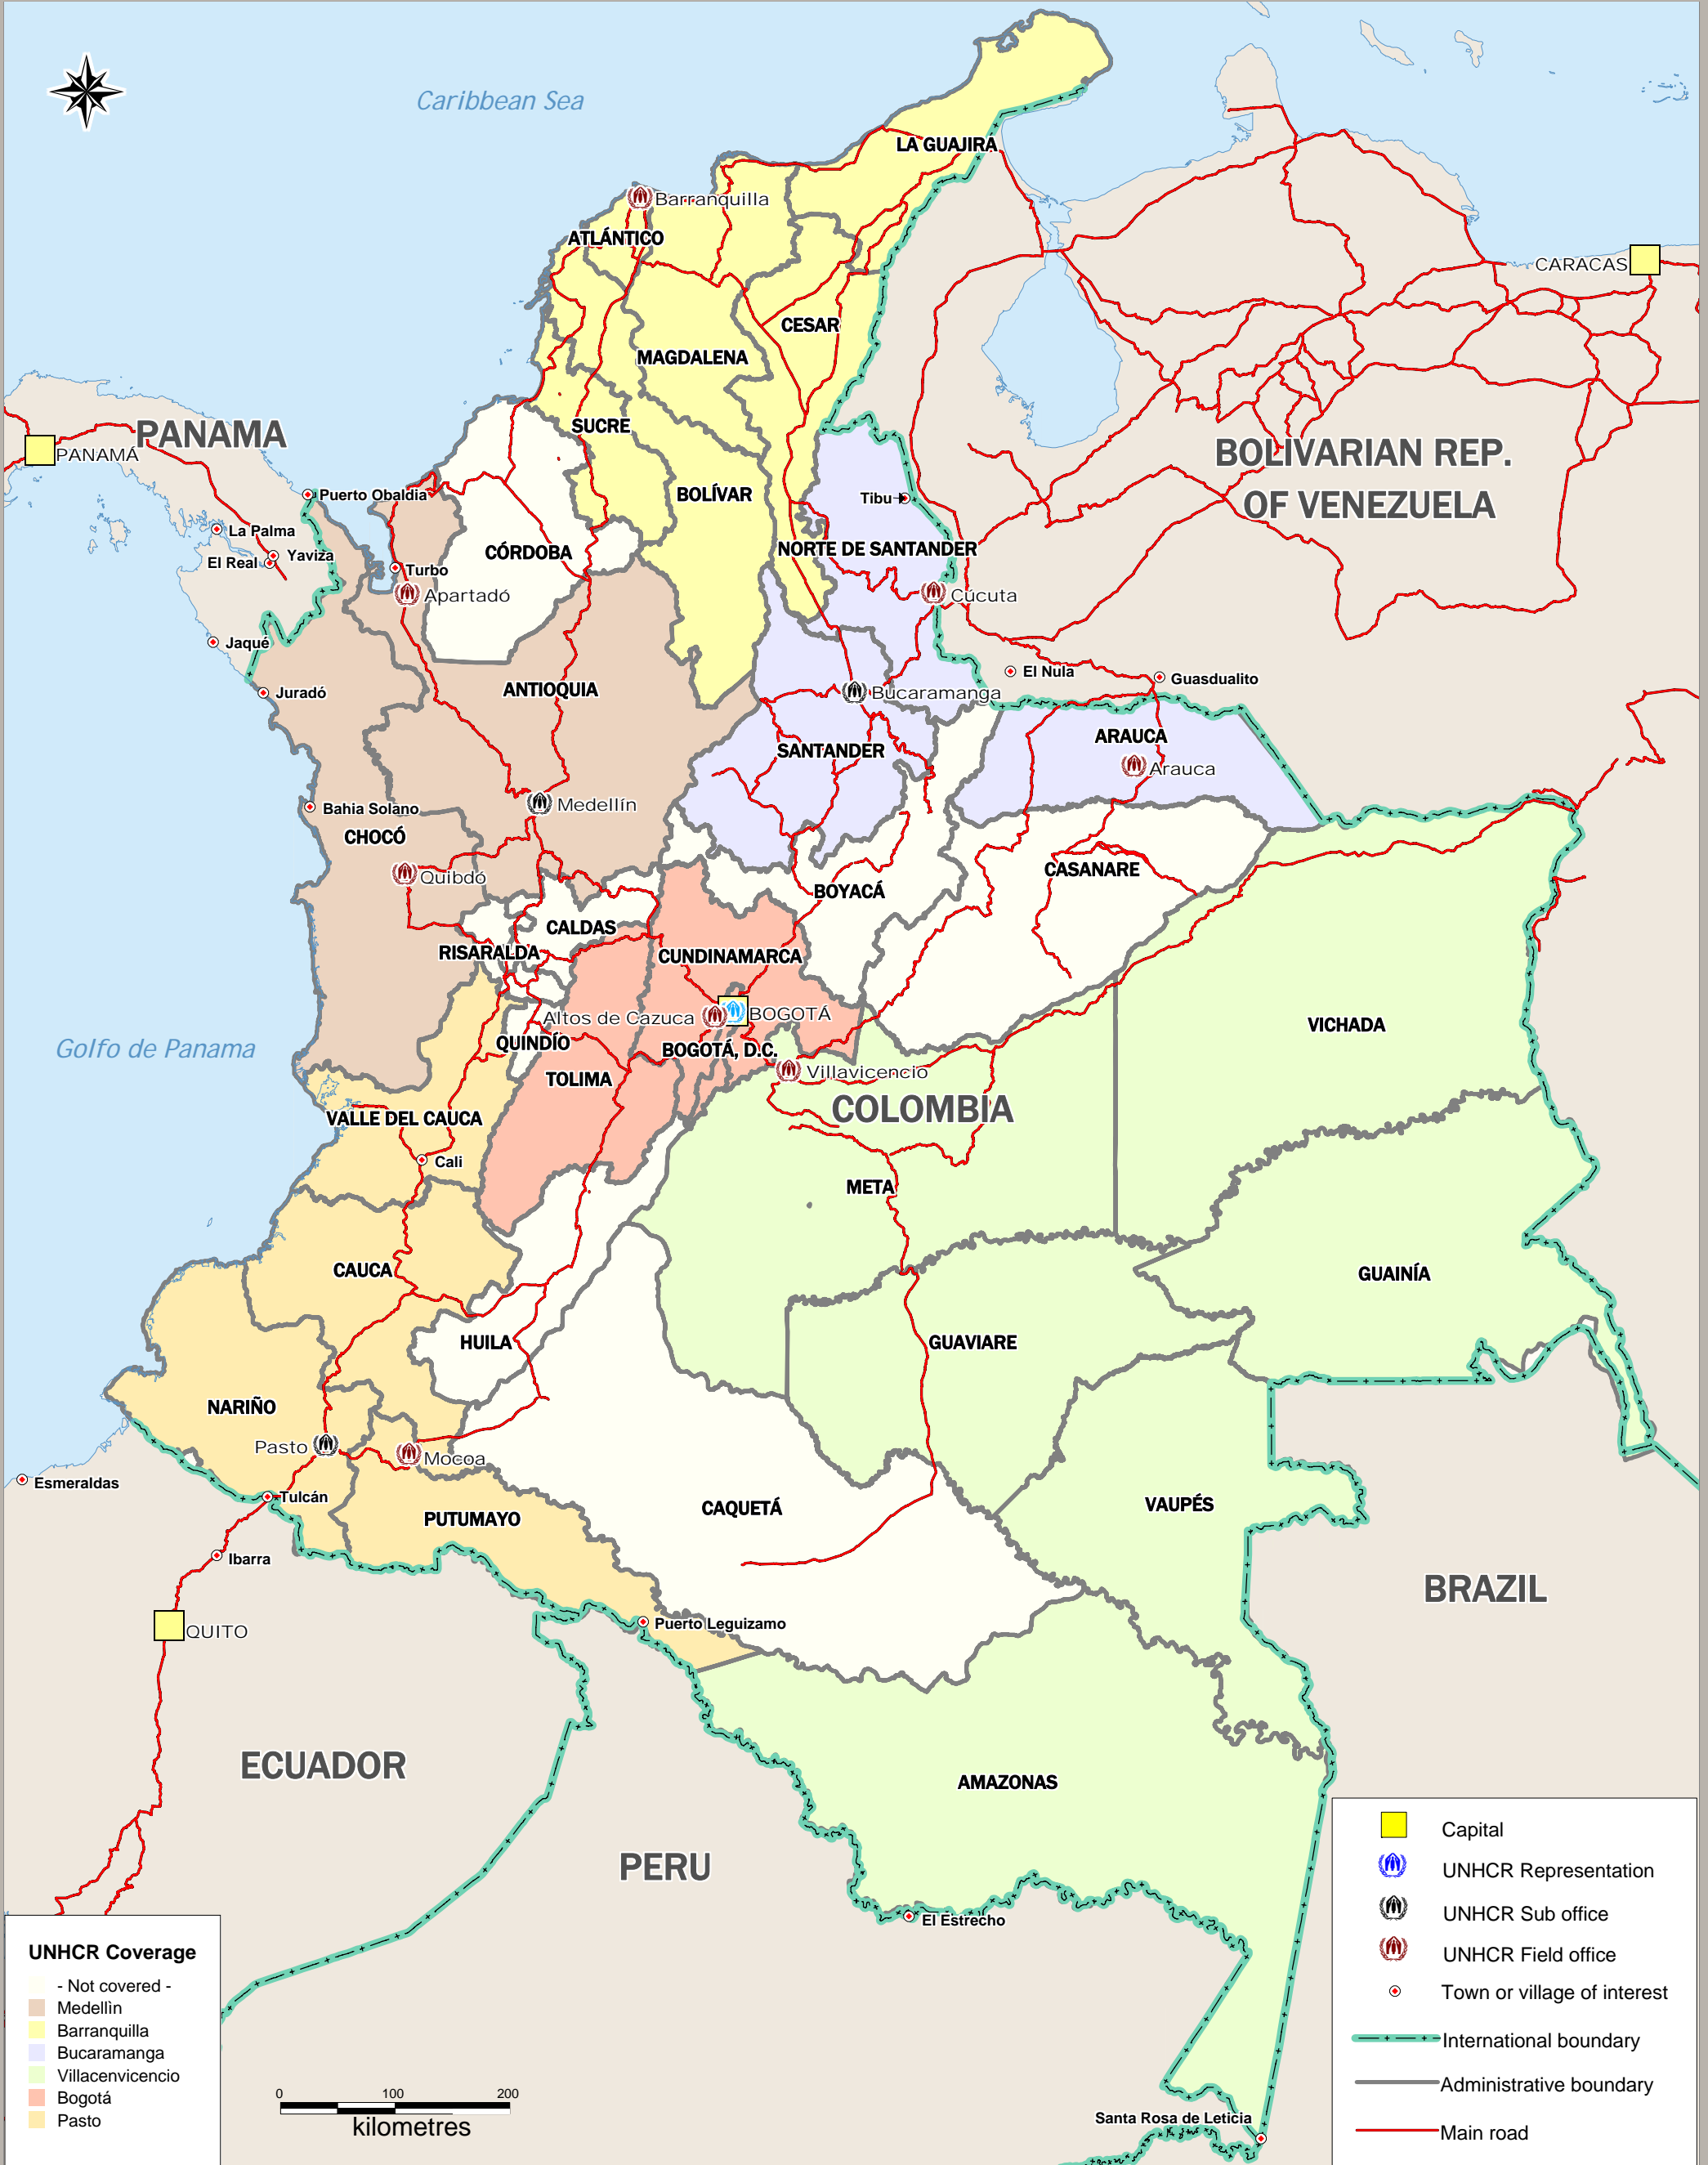 Caribbean Sea
LA GUAJIRA
Barranquilla
ATLÁNTICO
CARACAS
CESAR
MAGDALENA
PANAMA
PANAMÁ
SUCRE
BOLIVARIAN REP.
OF VENEZUELA
Puerto Obaldia
BOLÍVAR
Tibu
La Palma
Yaviza
El Real
CÓRDOBA
NORTE DE SANTANDER
Turbo
Apartadó
Cúcuta
Jaqué
El Nula
Guasdualito
Juradó
ANTIOQUIA
Bucaramanga
SANTANDER
ARAUCA
Arauca
Bahia Solano
Medellín
CHOCÓ
CASANARE
Quibdó
BOYACÁ
CALDAS
RISARALDA
CUNDINAMARCA
Altos de Cazuca
BOGOTÁ
VICHADA
Golfo de Panama
QUINDÍO
BOGOTÁ, D.C.
TOLIMA
Villavicencio
COLOMBIA
VALLE DEL CAUCA
Cali
META
CAUCA
GUAINÍA
HUILA
GUAVIARE
NARIÑO
Pasto
Mocoa
Esmeraldas
Tulcán
CAQUETÁ
VAUPÉS
PUTUMAYO
Ibarra
BRAZIL
QUITO
Puerto Leguizamo
ECUADOR
AMAZONAS
PERU
El Estrecho
Santa Rosa de Leticia
UNHCR Coverage
- Not covered -
Medellìn
Barranquilla
Bucaramanga
Villacenvicencio
Bogotá
Pasto
0 100 200
kilometres
Capital
UNHCR Representation
UNHCR Sub office
UNHCR Field office
Town or village of interest
International boundary
Administrative boundary
Main road